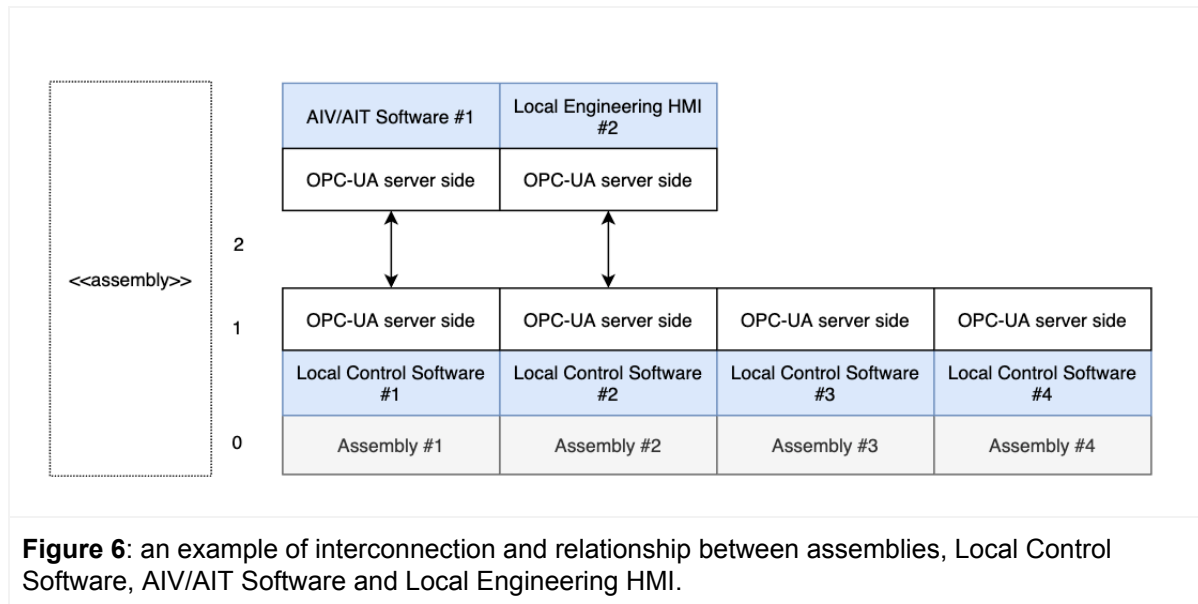 AIV/AIT Software #1
Local Engineering HMI
#2
OPC-UA server side
OPC-UA server side
2
<<assembly>>
1
OPC-UA server side
OPC-UA server side
OPC-UA server side
OPC-UA server side
Local Control Software
#1
Local Control Software
#2
Local Control Software
#3
Local Control Software
#4
0
Assembly #1
Assembly #2
Assembly #3
Assembly #4
Figure 6: an example of interconnection and relationship between assemblies, Local Control
Software, AIV/AIT Software and Local Engineering HMI.